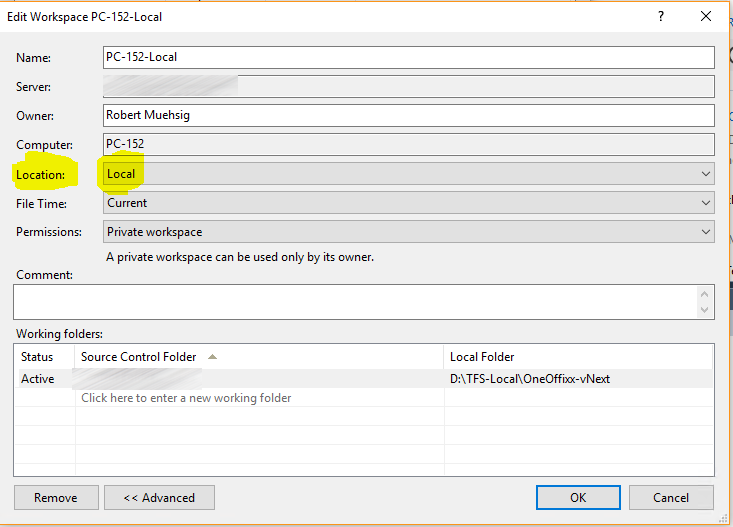 Edit Workspace PC-152-Local
Name: PC-152-Local
Server:
Owner: Robert Muehsig
Computer: PC-152
Location: Local
File Time: Current
Permissions: Private workspace
A private workspace can be used only by its owner.
Comment:
Working folders:
Status Source Control Folder Local Folder
Active D:\TFS-Local\OneOffixx-vNext
Click here to enter a new working folder
Remove << Advanced OK Cancel